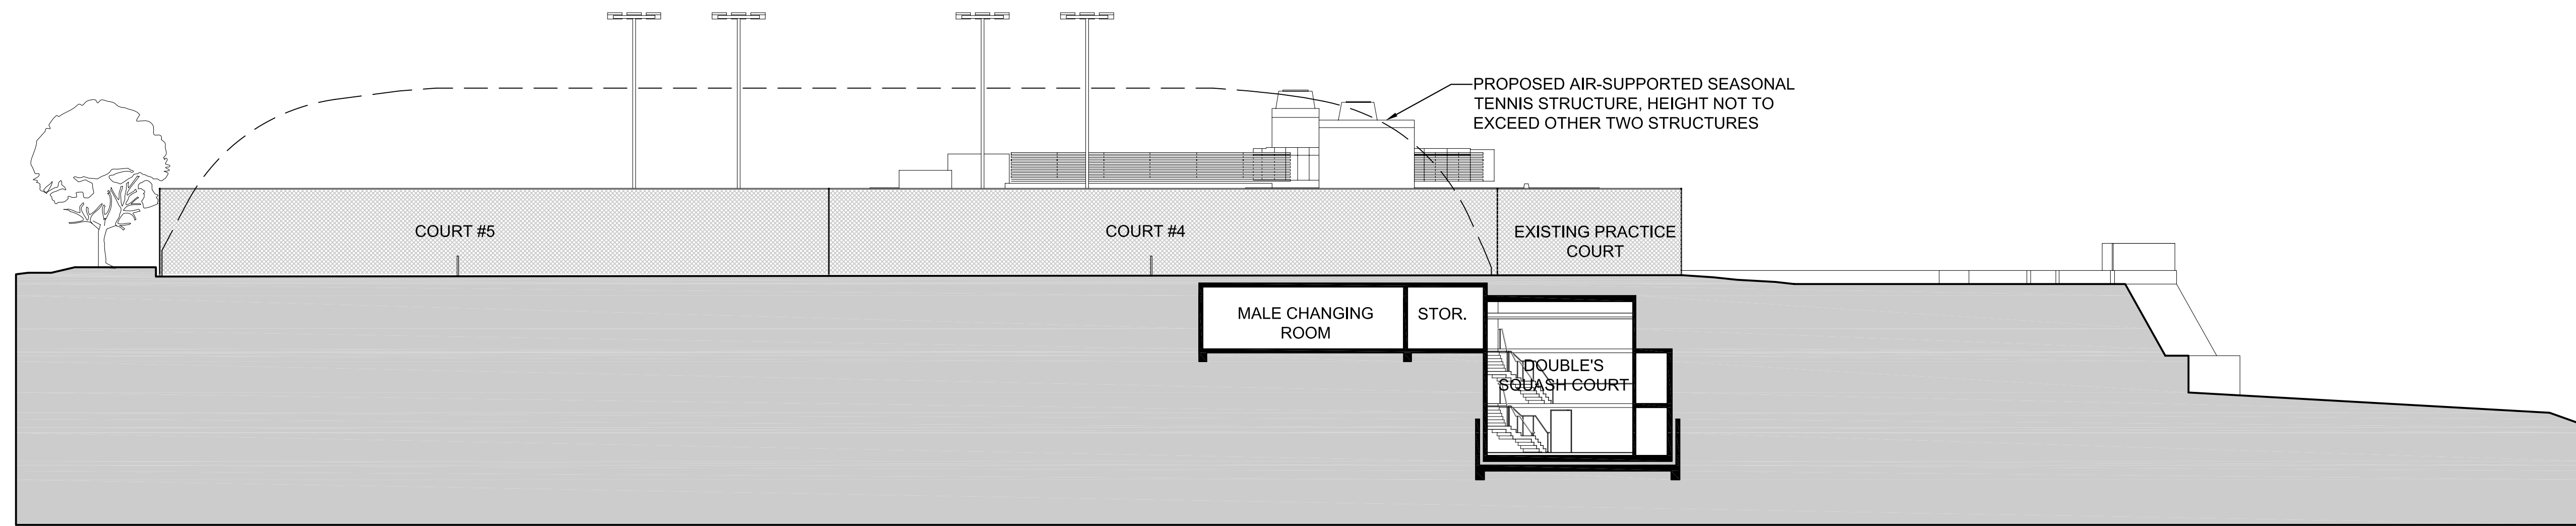 PROPOSED AIR-SUPPORTED SEASONAL
TENNIS STRUCTURE, HEIGHT NOT TO
EXCEED OTHER TWO STRUCTURES
COURT #5
COURT #4
EXISTING PRACTICE
COURT
MALE CHANGING
ROOM
STOR.
DOUBLE'S
SQUASH COURT